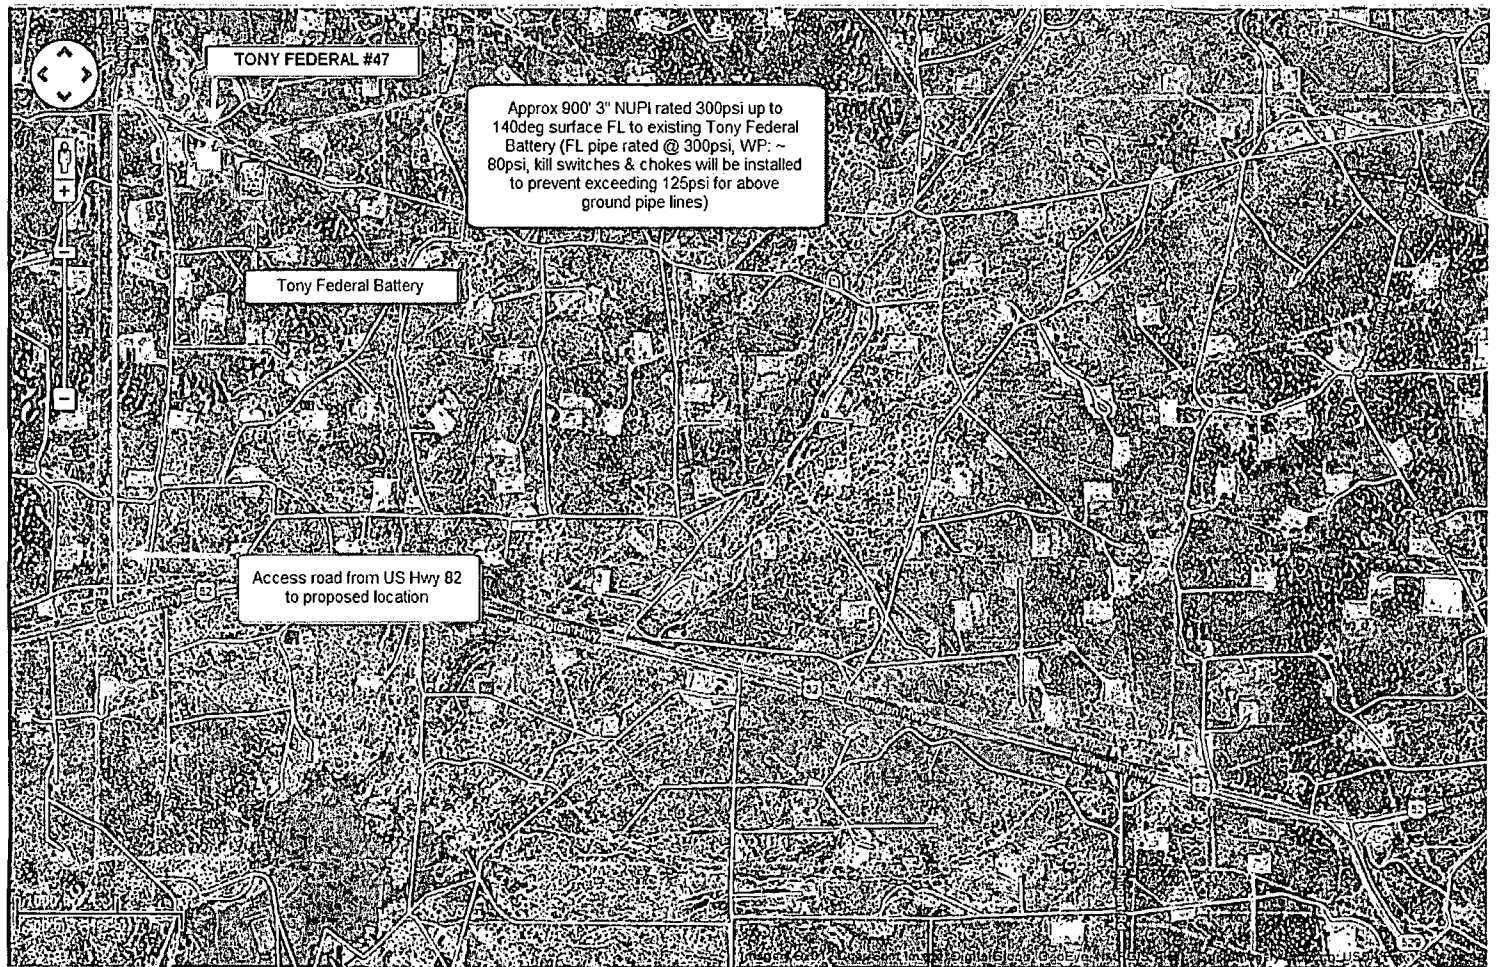 TONY FEDERAL #47
Approx 900' 3" NUPI rated 300psi up to
140deg surface FL to existing Tony Federal
Battery (FL pipe rated @ 300psi, WP: ~
80psi, kill switches & chokes will be installed
to prevent exceeding 125psi for above
ground pipe lines)
Tony Federal Battery
Access road from US Hwy 82
to proposed location
82
529